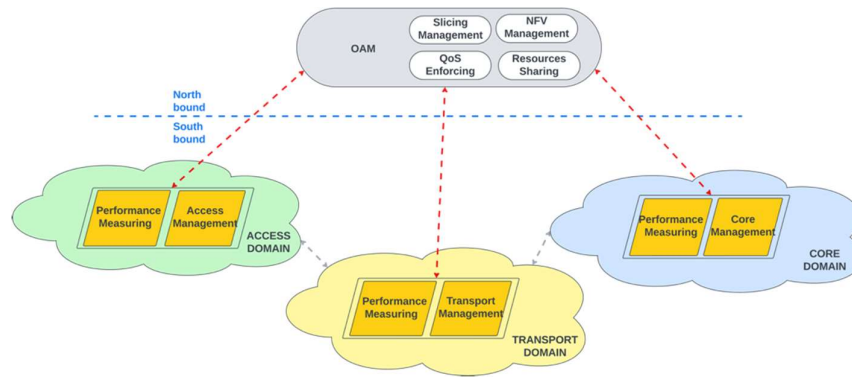 OAM
Slicing
Management
NFV
Management
QoS
Enforcing
Resources
Sharing
North
bound
South
bound
Performance
Measuring
Access
Management
ACCESS
DOMAIN
Performance
Measuring
Transport
Management
TRANSPORT
DOMAIN
Performance
Measuring
Core
Management
CORE
DOMAIN